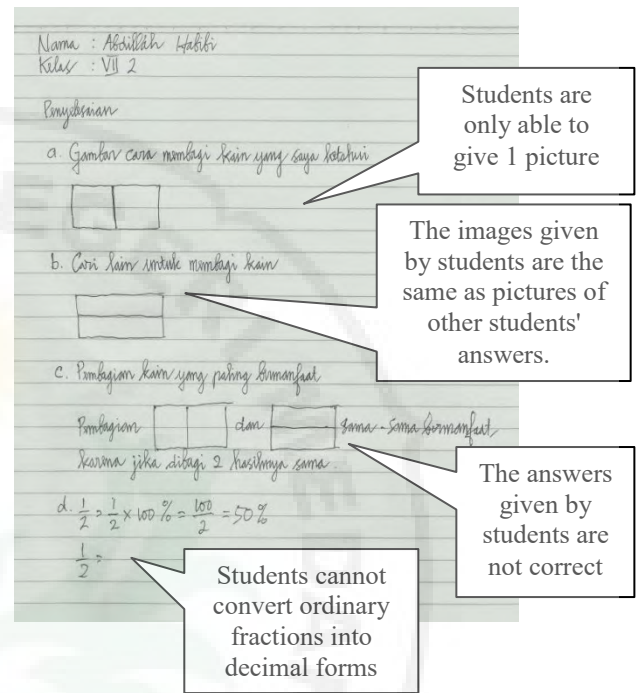 Nama : Abdillah Habibi
Kelas : VII 2
Penyelesaian
a. Gambar cara membagi kain yang saya ketahui
b. Cari lain untuk membagi kain
c. Pembagian kain yang paling bermanfaat
Pembagian dan sama-sama bermanfaat
karena jika dibagi 2 hasilnya sama.
d. 1/2 = 1/2 x 100 % = 100/2 = 50 %
1/2 =
Students are
only able to
give 1 picture
The images given
by students are the
same as pictures of
other students'
answers.
The answers
given by
students are
not correct
Students cannot
convert ordinary
fractions into
decimal forms